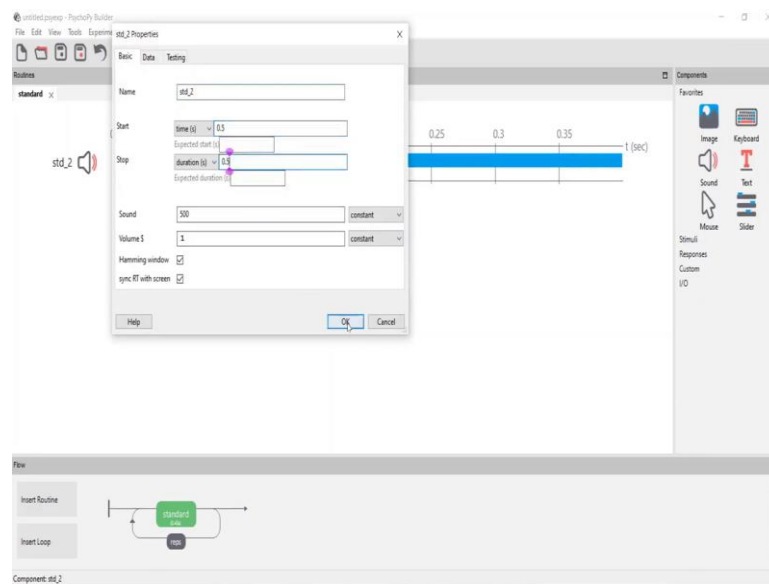 untitled.psyexp - PsychoPy Builder
File Edit View Tools Experime
std_2 Properties
X
Basic Data Testing
Name std_2
Start time (s) 0.5
Expected start (s)
Stop duration (s) 0.5
Expected duration (s)
Sound 500 constant
Volume $ 1 constant
Hamming window
sync RT with screen
Help OK Cancel
Routines
standard x
0.25 0.3 0.35
t (sec)
std_2
Components
Favorites
Image Keyboard
Sound Text
Mouse Slider
Stimuli
Responses
Custom
I/O
Flow
Insert Routine
Insert Loop
standard
reps
Component: std_2